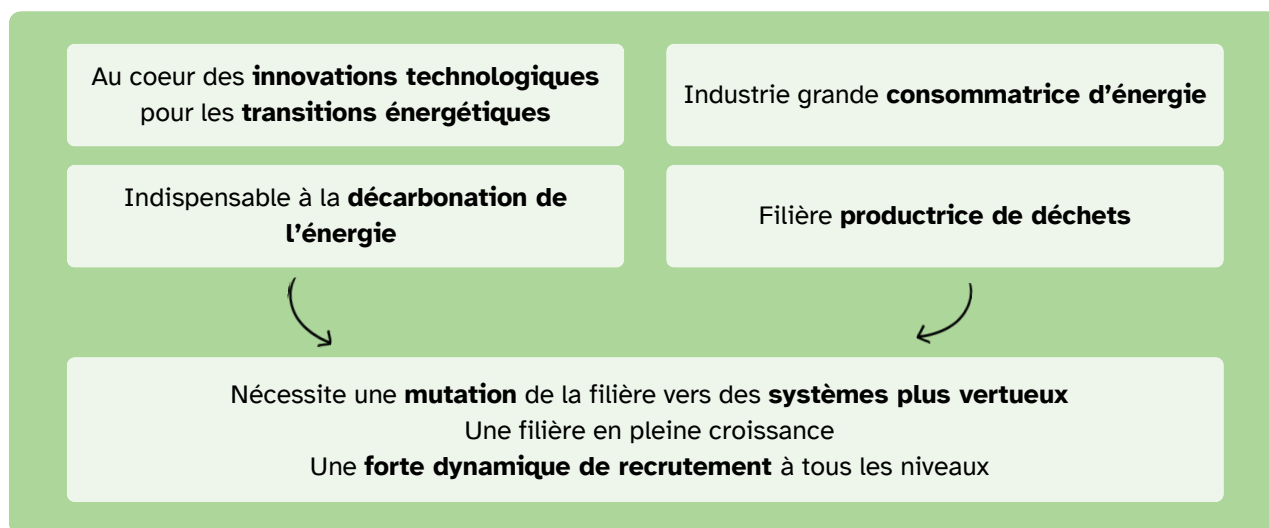 Au coeur des innovations technologiques
pour les transitions énergétiques
Industrie grande consommatrice d’énergie
Indispensable à la décarbonation de
l’énergie
Filière productrice de déchets
Nécessite une mutation de la filière vers des systèmes plus vertueux
Une filière en pleine croissance
Une forte dynamique de recrutement à tous les niveaux